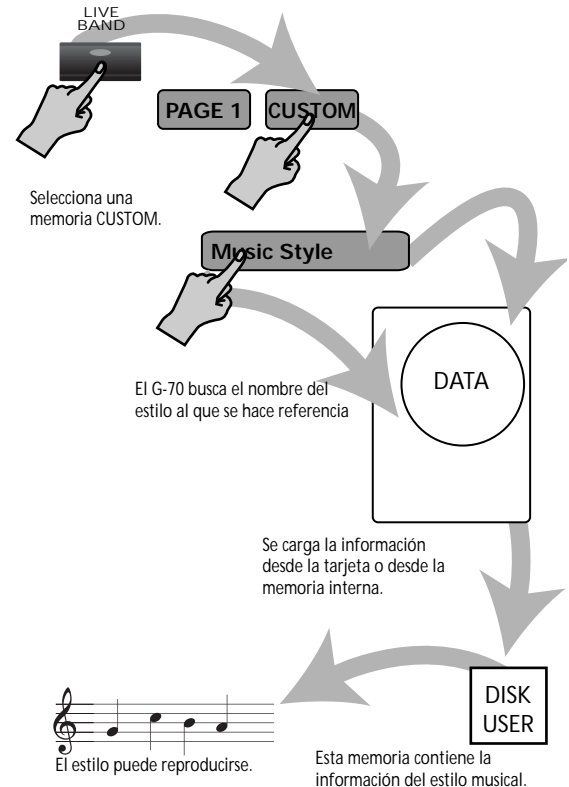 LIVE
BAND
PAGE 1
CUSTOM
Selecciona una
memoria CUSTOM.
Music Style
El G-70 busca el nombre del
estilo al que se hace referencia
DATA
Se carga la información
desde la tarjeta o desde la
memoria interna.
DISK
USER
El estilo puede reproducirse.
Esta memoria contiene la
información del estilo musical.